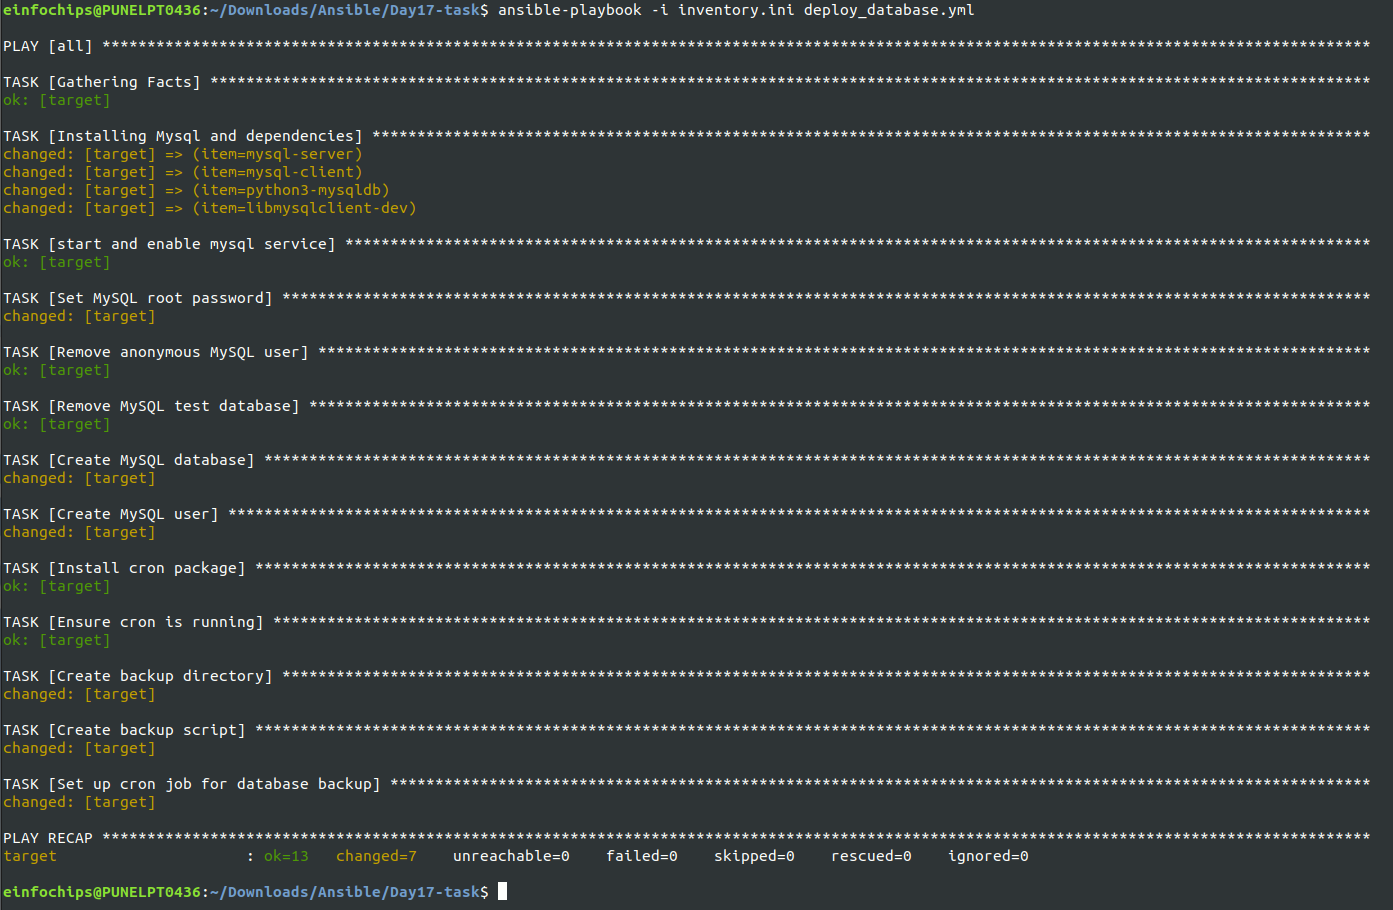 einfochips@PUNELPT0436:~/Downloads/Ansible/Day17-task$ ansible-playbook -i inventory.ini deploy_database.yml
PLAY [all] *********************************************************************************************************************************************
TASK [Gathering Facts] *********************************************************************************************************************************
ok: [target]
TASK [Installing Mysql and dependencies] ***************************************************************************************************************
changed: [target] => (item=mysql-server)
changed: [target] => (item=mysql-client)
changed: [target] => (item=python3-mysqldb)
changed: [target] => (item=libmysqlclient-dev)
TASK [start and enable mysql service] ******************************************************************************************************************
ok: [target]
TASK [Set MySQL root password] *************************************************************************************************************************
changed: [target]
TASK [Remove anonymous MySQL user] *********************************************************************************************************************
ok: [target]
TASK [Remove MySQL test database] **********************************************************************************************************************
ok: [target]
TASK [Create MySQL database] ***************************************************************************************************************************
changed: [target]
TASK [Create MySQL user] *******************************************************************************************************************************
changed: [target]
TASK [Install cron package] ****************************************************************************************************************************
ok: [target]
TASK [Ensure cron is running] **************************************************************************************************************************
ok: [target]
TASK [Create backup directory] *************************************************************************************************************************
changed: [target]
TASK [Create backup script] ****************************************************************************************************************************
changed: [target]
TASK [Set up cron job for database backup] *************************************************************************************************************
changed: [target]
PLAY RECAP *********************************************************************************************************************************************
target                     : ok=13   changed=7    unreachable=0    failed=0    skipped=0    rescued=0    ignored=0
einfochips@PUNELPT0436:~/Downloads/Ansible/Day17-task$